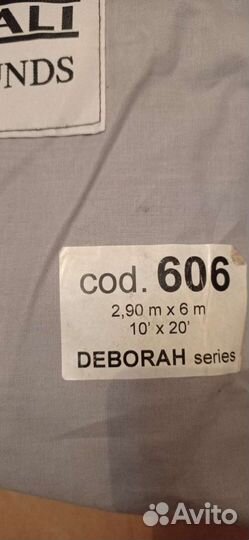 ALI
UNDS
cod. 606
2,90 m x 6 m
10' x 20'
DEBORAH series
Avito